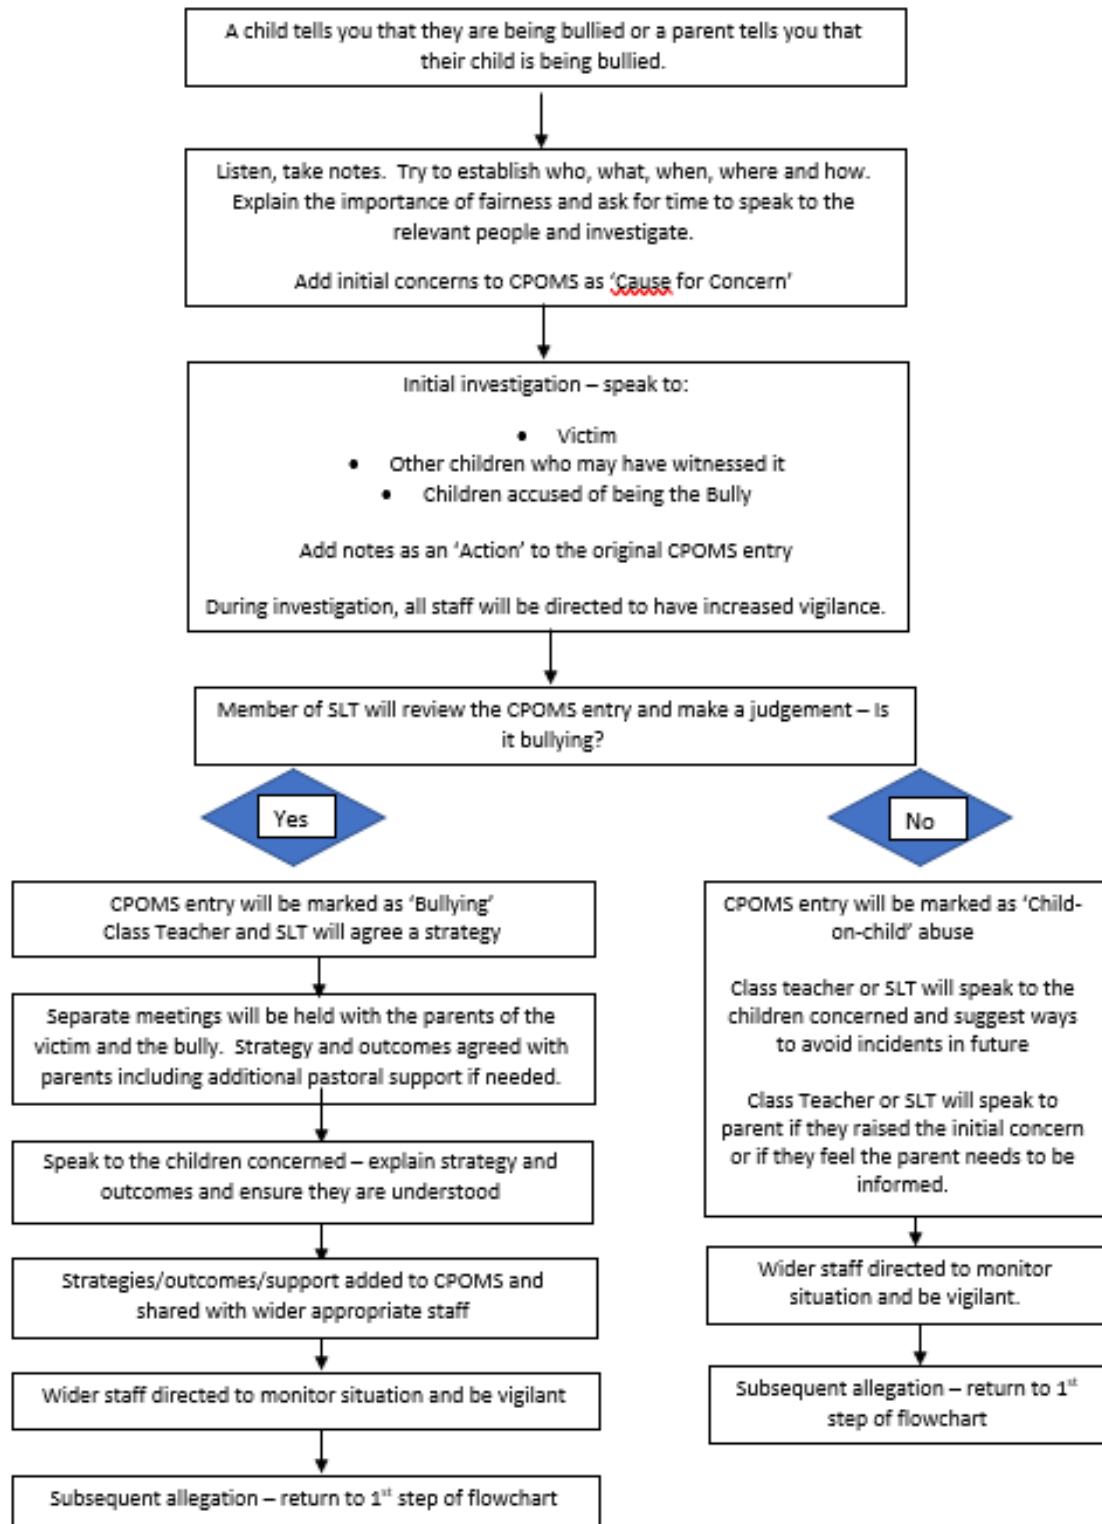 A child tells you that they are being bullied or a parent tells you that
their child is being bullied.
Listen, take notes.  Try to establish who, what, when, where and how.
Explain the importance of fairness and ask for time to speak to the
relevant people and investigate.
Add initial concerns to CPOMS as ‘Cause for Concern’
Initial investigation – speak to:
• Victim
• Other children who may have witnessed it
• Children accused of being the Bully
Add notes as an ‘Action’ to the original CPOMS entry
During investigation, all staff will be directed to have increased vigilance.
Member of SLT will review the CPOMS entry and make a judgement – Is
it bullying?
Yes
CPOMS entry will be marked as ‘Bullying’
Class Teacher and SLT will agree a strategy
Separate meetings will be held with the parents of the
victim and the bully.  Strategy and outcomes agreed with
parents including additional pastoral support if needed.
Speak to the children concerned – explain strategy and
outcomes and ensure they are understood
Strategies/outcomes/support added to CPOMS and
shared with wider appropriate staff
Wider staff directed to monitor situation and be vigilant
Subsequent allegation – return to 1st step of flowchart
No
CPOMS entry will be marked as ‘Child-
on-child’ abuse
Class teacher or SLT will speak to the
children concerned and suggest ways
to avoid incidents in future
Class Teacher or SLT will speak to
parent if they raised the initial concern
or if they feel the parent needs to be
informed.
Wider staff directed to monitor
situation and be vigilant.
Subsequent allegation – return to 1st
step of flowchart